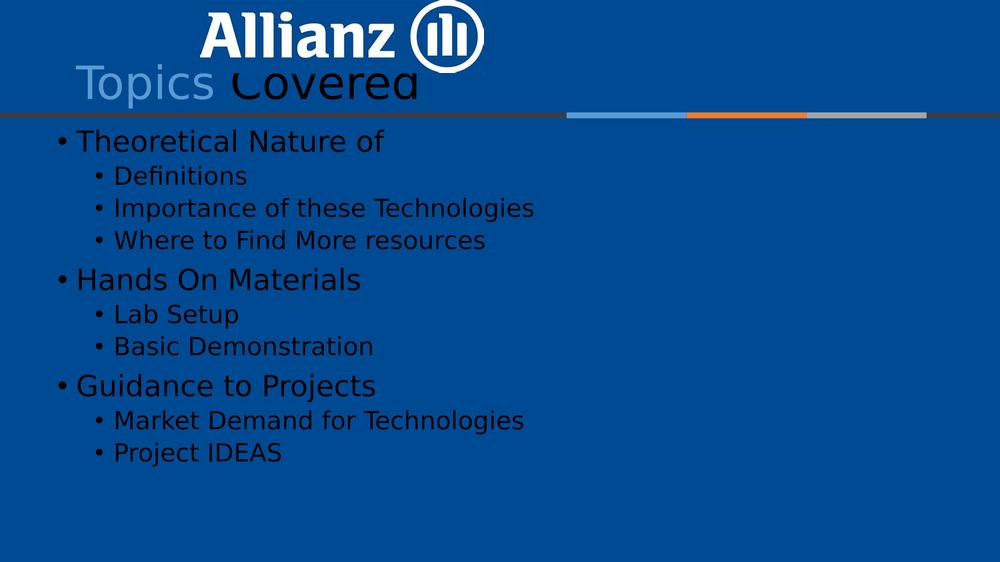 Allianz
Topics Covered
• Theoretical Nature of
• Definitions
• Importance of these Technologies
• Where to Find More resources
• Hands On Materials
• Lab Setup
• Basic Demonstration
• Guidance to Projects
• Market Demand for Technologies
• Project IDEAS